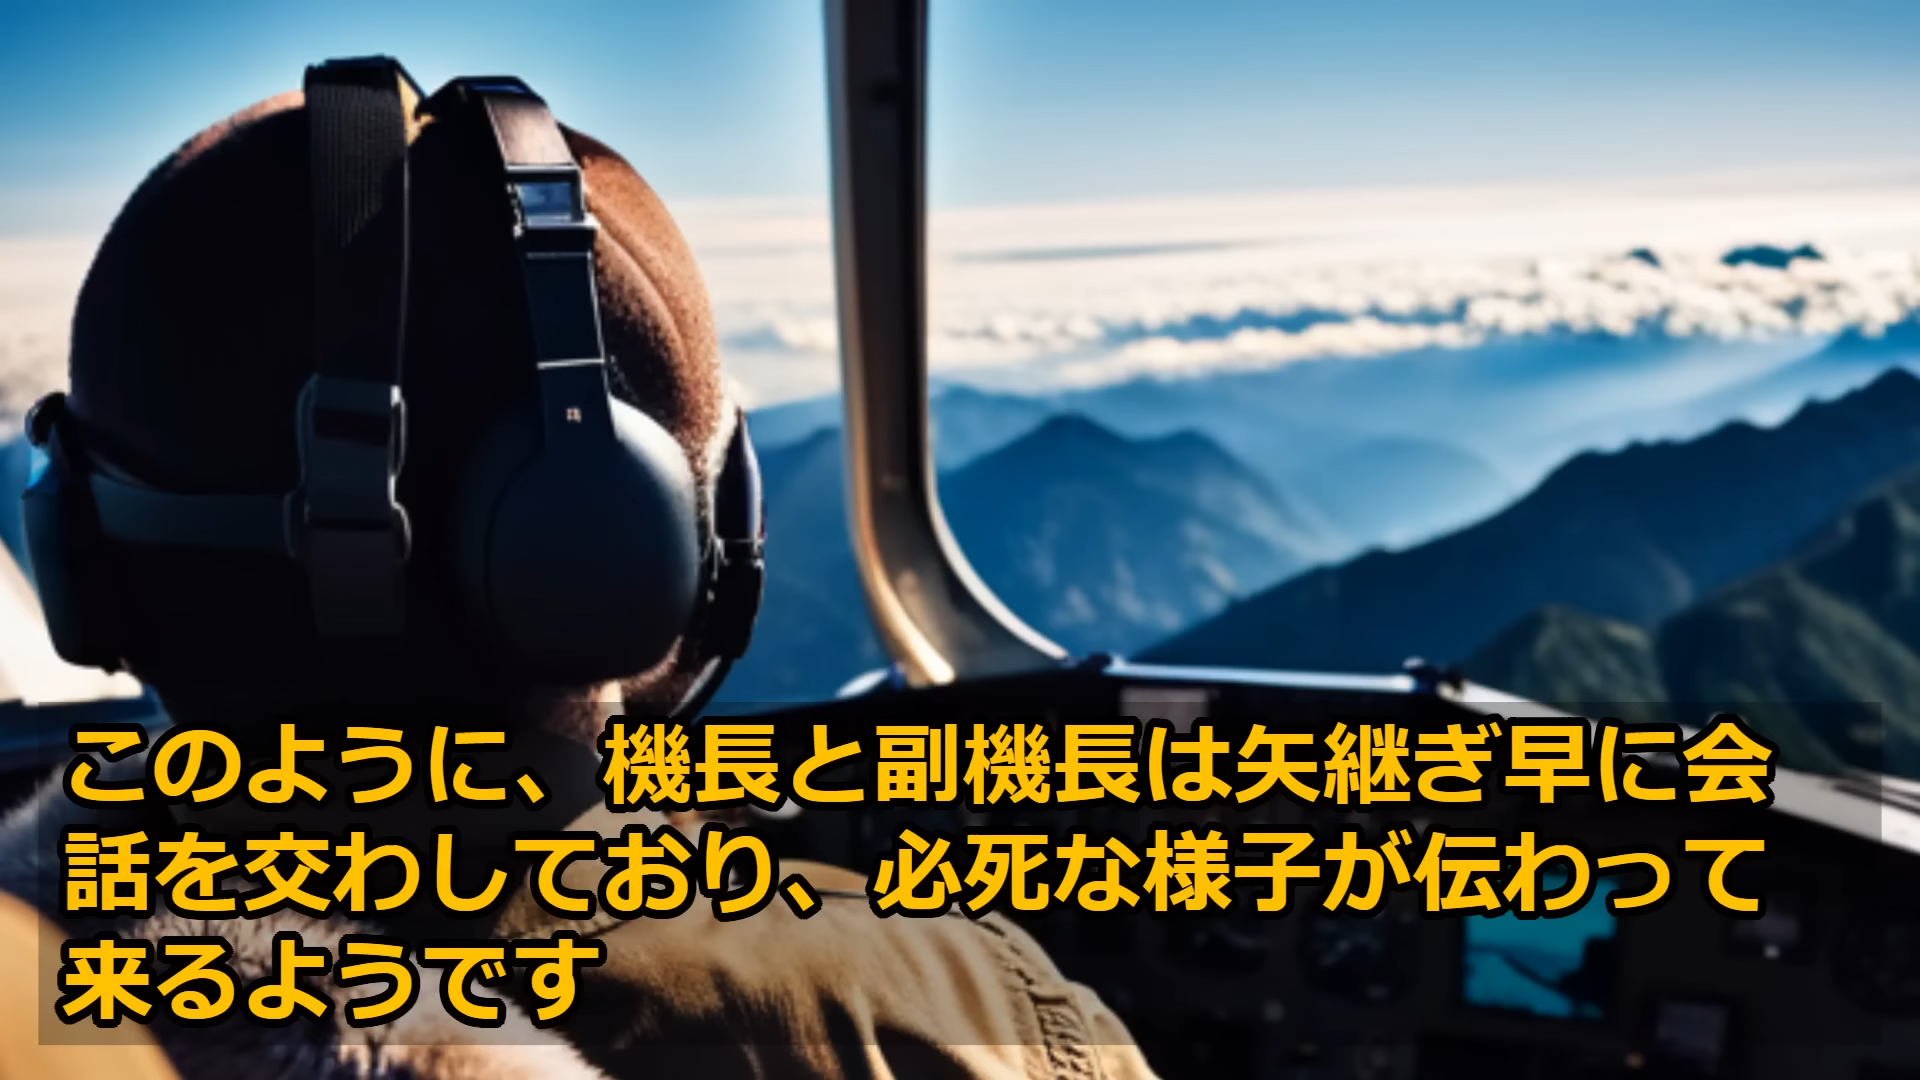 このように、機長と副機長は矢継ぎ早に会
話を交わしており、必死な様子が伝わって
来るようです